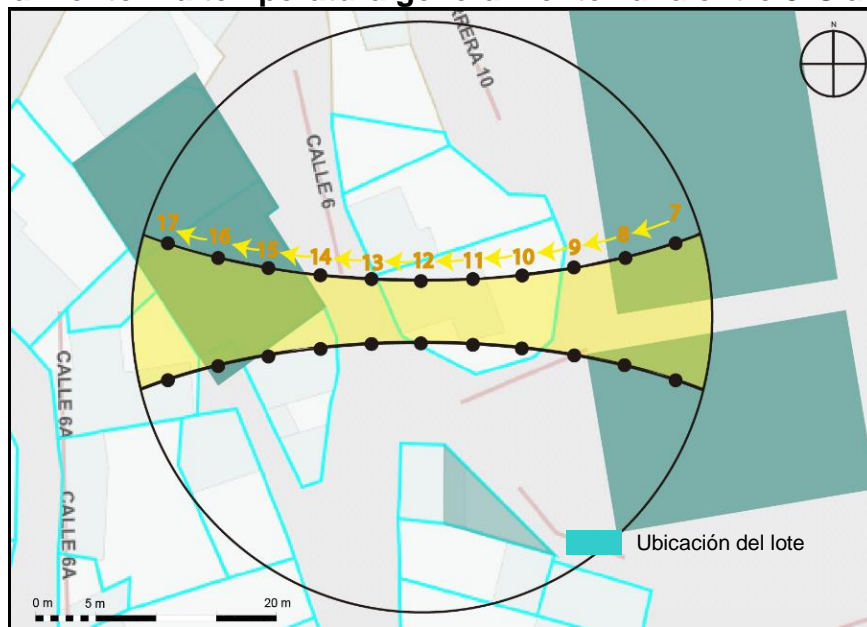 N
RRERA 10
CALLE 6
17 16 15 14 13 12 11 10 9 8 7
CALLE 6A
CALLE 6A
Ubicación del lote
0 m 5 m 20 m